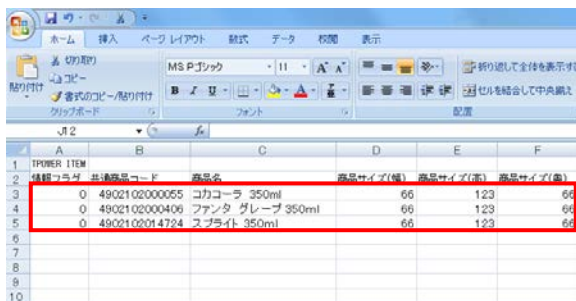 ホーム 挿入 ページ レイアウト 数式 データ 校閲 表示
切り取り MS Pゴシック 11 A A 折り返して全体を表示す
コピー
貼り付け 書式のコピー/貼り付け B I U A セルを結合して中央揃え
クリップボード フォント 配置
J12 fx
A B C D E F
1 TPOWER ITEM
2 情報フラグ 共通商品コード 商品名 商品サイズ(幅) 商品サイズ(高) 商品サイズ(奥)
3 0 4902102000055 コカコーラ 350ml 66 123 66
4 0 4902102000406 ファンタ グレープ 350ml 66 123 66
5 0 4902102014724 スプライト 350ml 66 123 66
6
7
8
9
10